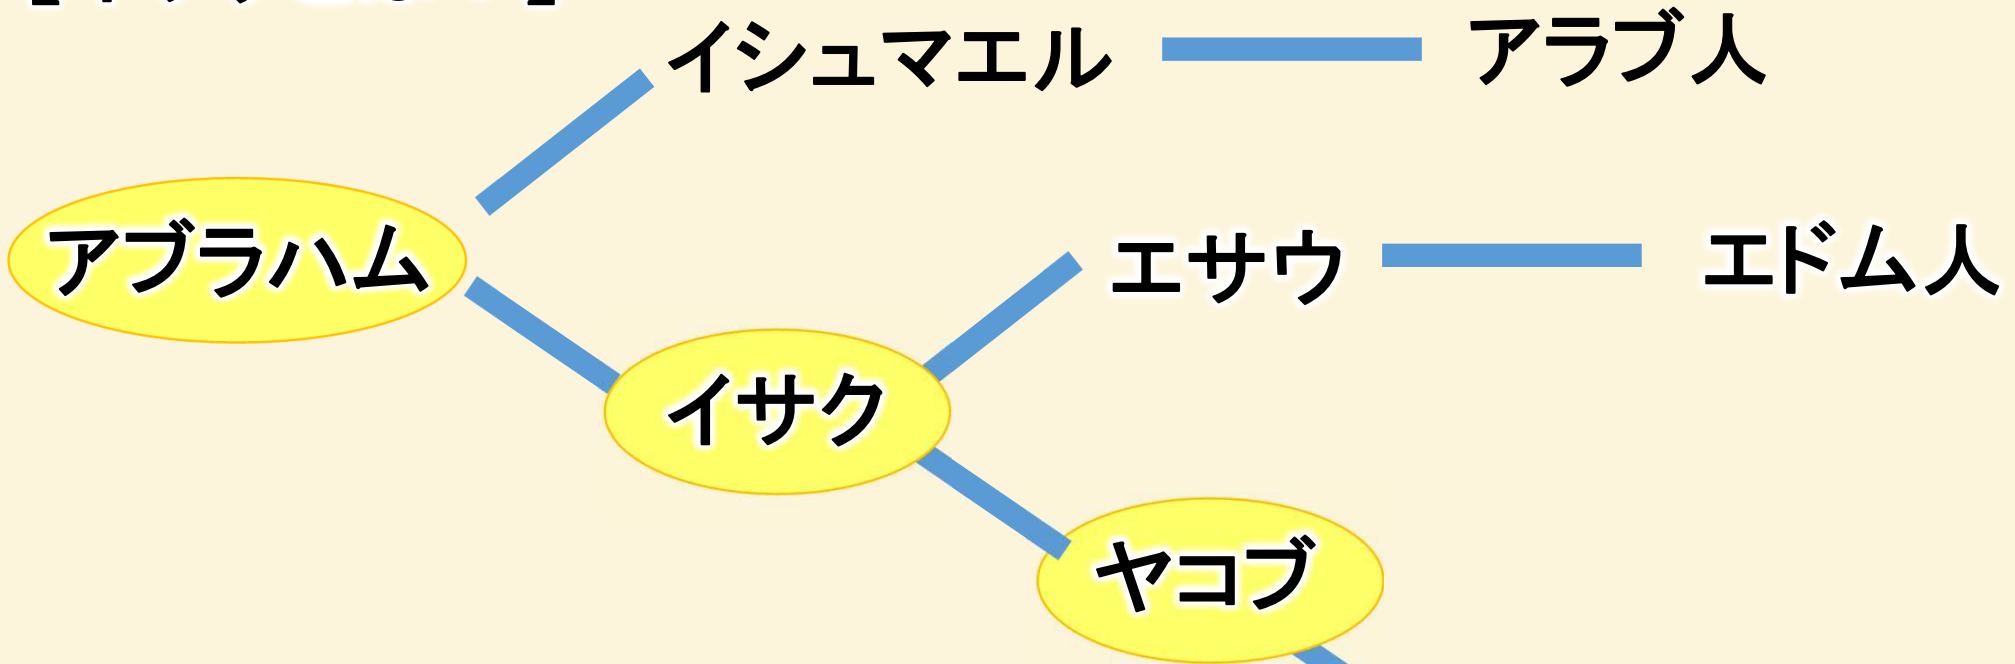 イシュマエル アラブ人
アブラハム
エサウ エドム人
イサク
ヤコブ